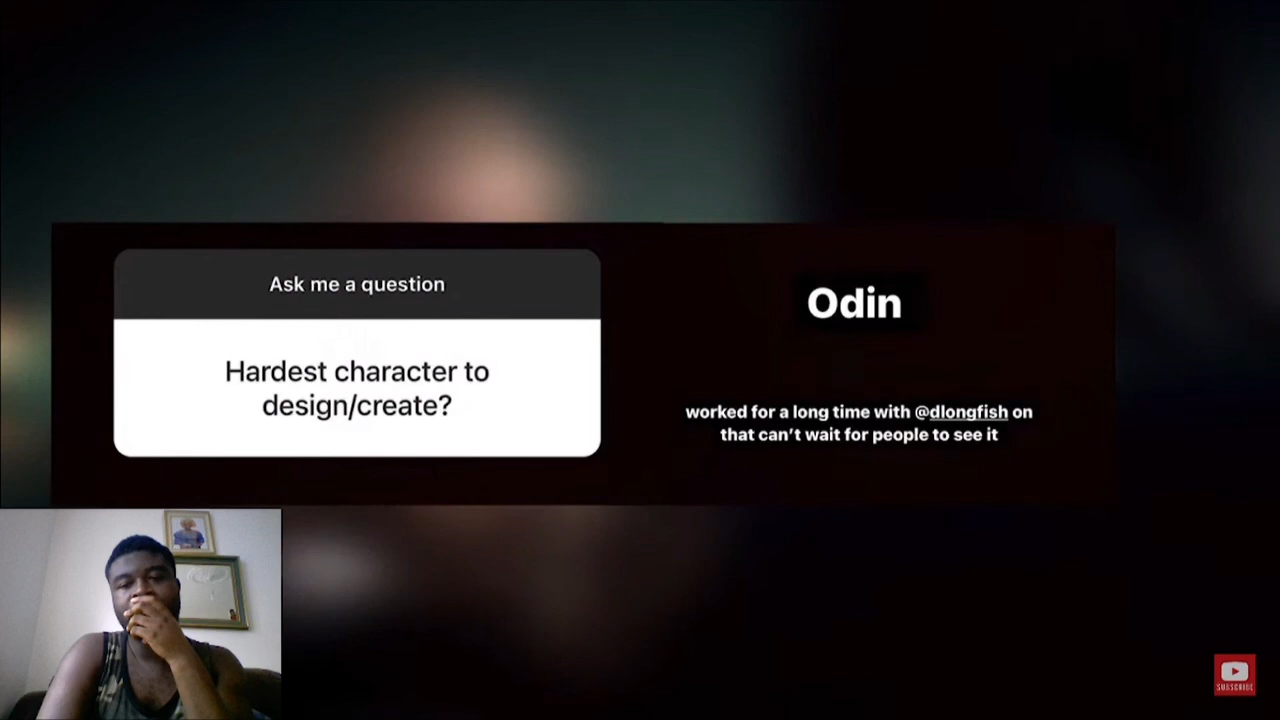 Ask me a question
Hardest character to
design/create?
Odin
worked for a long time with @dlongfish on
that can't wait for people to see it
SUBSCRIBE